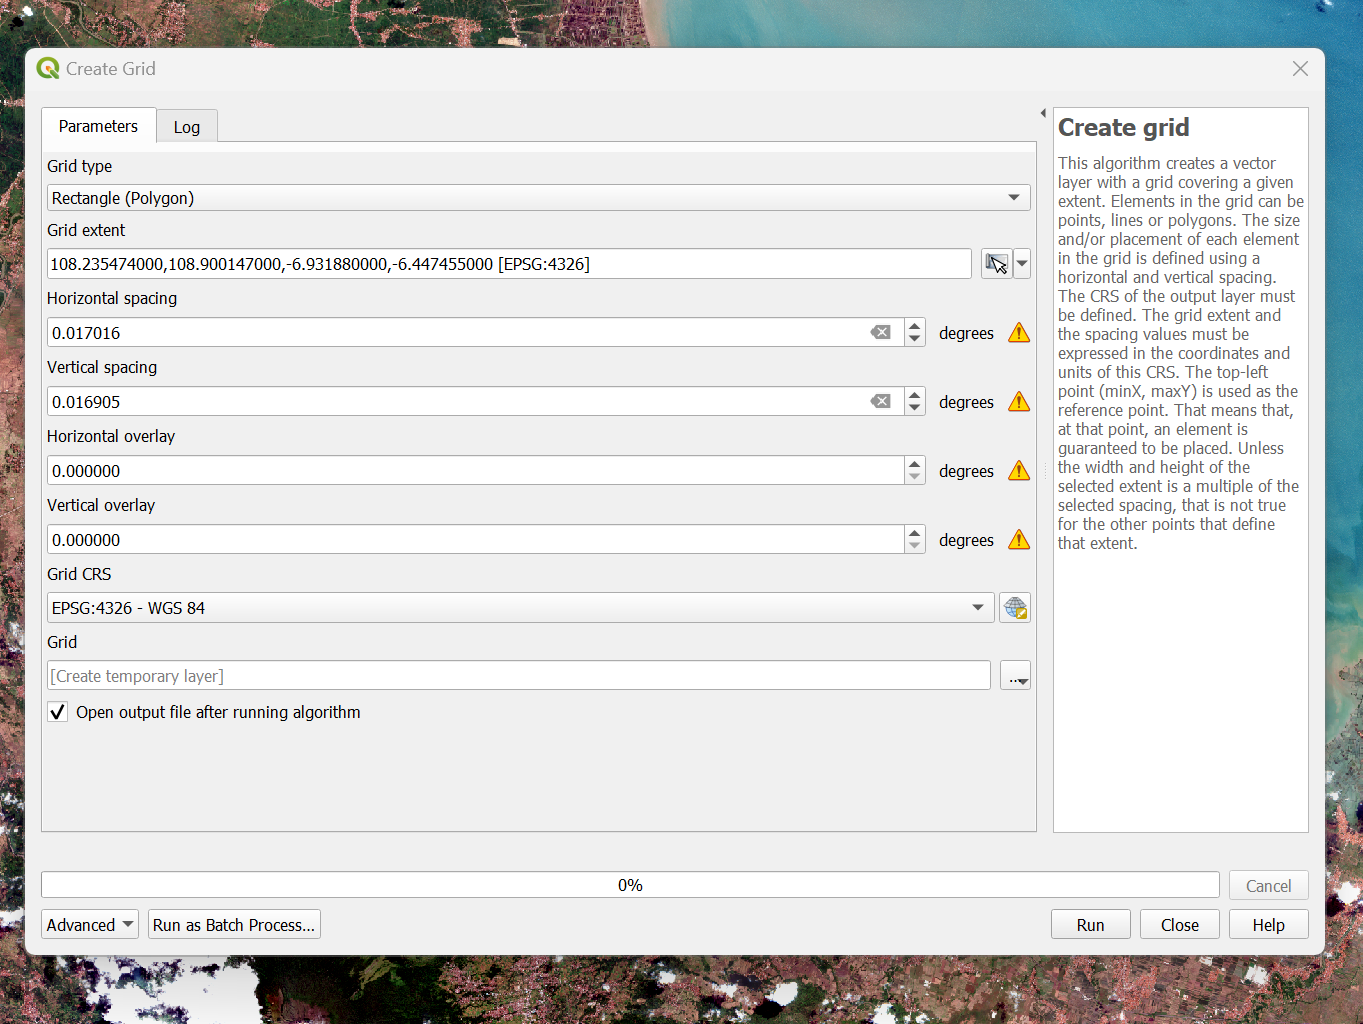 Create Grid
Parameters
Log
Grid type
Rectangle (Polygon)
Grid extent
108.235474000,108.900147000,-6.931880000,-6.447455000 [EPSG:4326]
Horizontal spacing
0.017016
degrees
Vertical spacing
0.016905
degrees
Horizontal overlay
0.000000
degrees
Vertical overlay
0.000000
degrees
Grid CRS
EPSG:4326 - WGS 84
Grid
[Create temporary layer]
...
Open output file after running algorithm
Create grid
This algorithm creates a vector
layer with a grid covering a given
extent. Elements in the grid can be
points, lines or polygons. The size
and/or placement of each element
in the grid is defined using a
horizontal and vertical spacing.
The CRS of the output layer must
be defined. The grid extent and
the spacing values must be
expressed in the coordinates and
units of this CRS. The top-left
point (minX, maxY) is used as the
reference point. That means that,
at that point, an element is
guaranteed to be placed. Unless
the width and height of the
selected extent is a multiple of the
selected spacing, that is not true
for the other points that define
that extent.
0%
Cancel
Advanced
Run as Batch Process...
Run
Close
Help